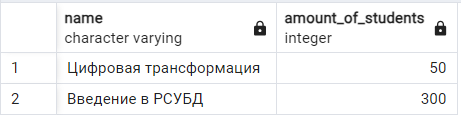 name amount_of_students
character varying integer
1 Цифровая трансформация 50
2 Введение в РСУБД 300